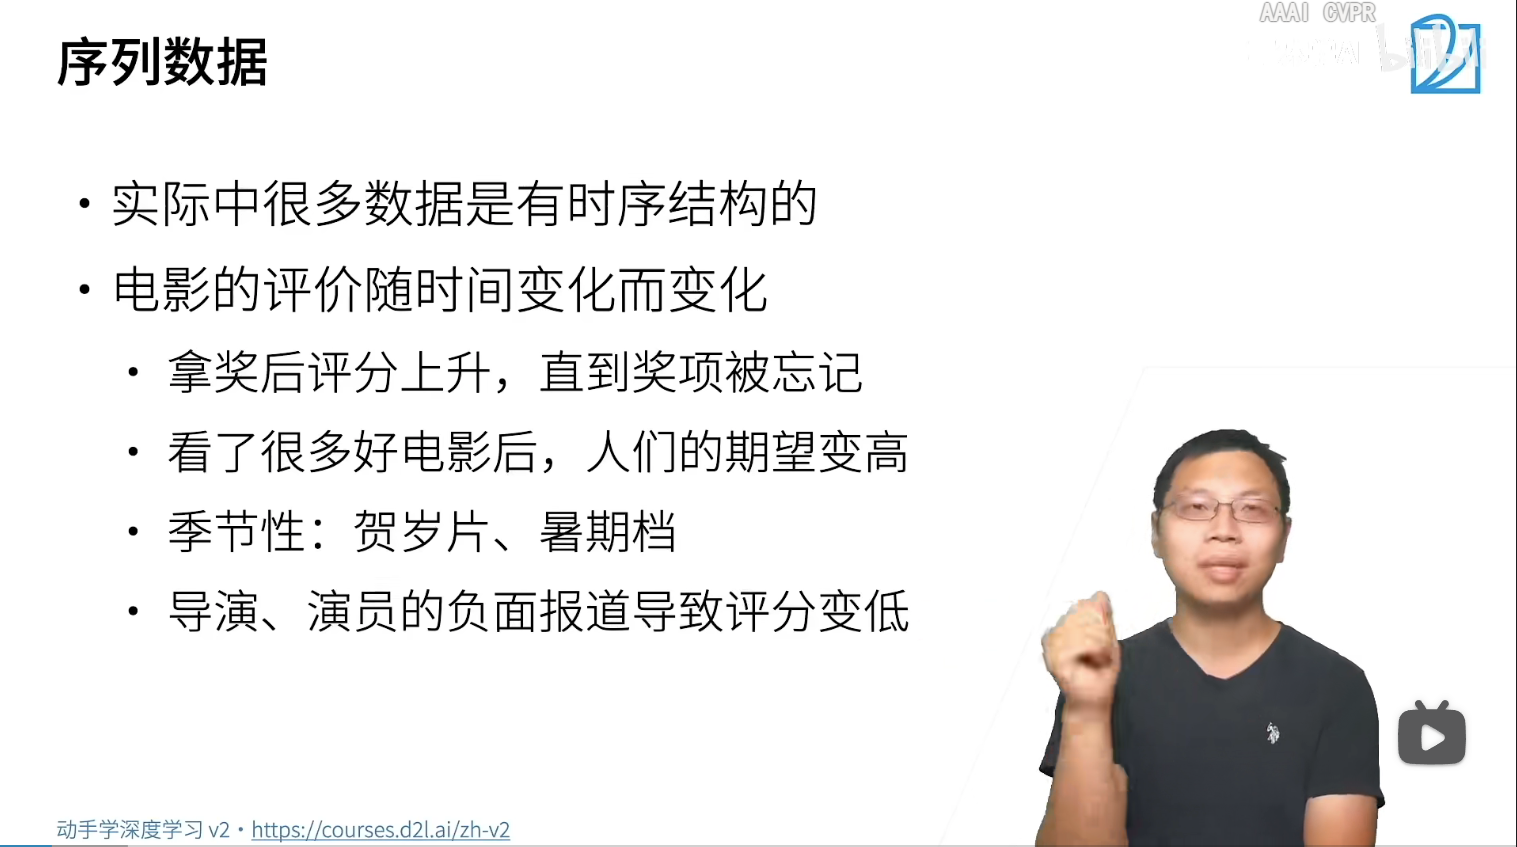 AAAI CVPR
序列数据
• 实际中很多数据是有时序结构的
• 电影的评价随时间变化而变化
• 拿奖后评分上升，直到奖项被忘记
• 看了很多好电影后，人们的期望变高
• 季节性：贺岁片、暑期档
• 导演、演员的负面报道导致评分变低
动手学深度学习 v2 • https://courses.d2l.ai/zh-v2